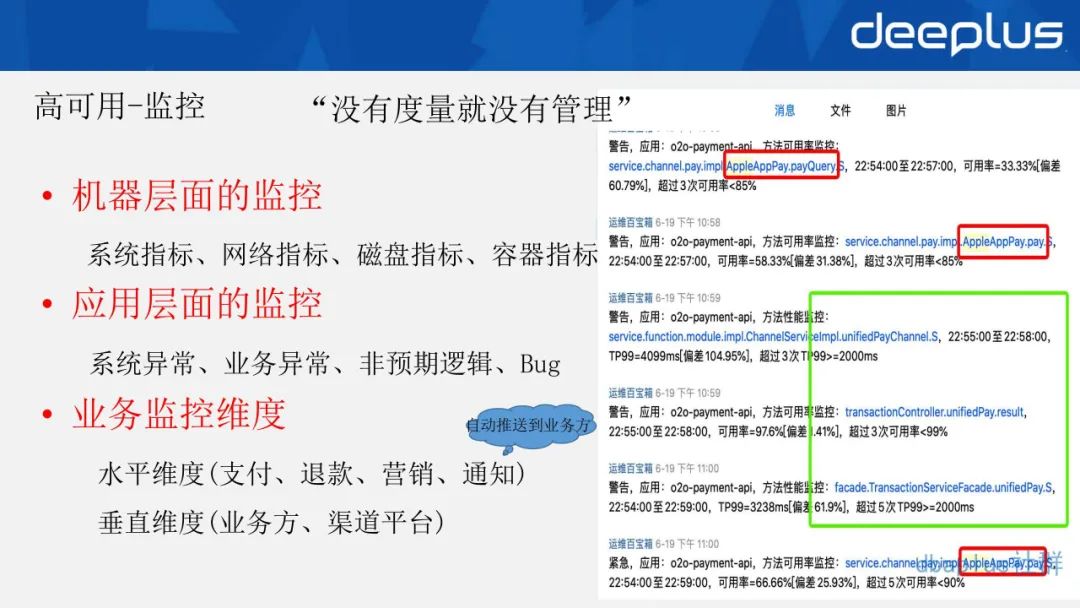 deeplus
高可用-监控
“没有度量就没有管理”
• 机器层面的监控
系统指标、网络指标、磁盘指标、容器指标
• 应用层面的监控
系统异常、业务异常、非预期逻辑、Bug
• 业务监控维度
自动推送到业务方
水平维度(支付、退款、营销、通知)
垂直维度(业务方、渠道平台)
消息 文件 图片
警告，应用：o2o-payment-api，方法可用率监控：
service.channel.pay.impl.AppleAppPay.payQuery.S，22:54:00至22:57:00，可用率=33.33%[偏差
60.79%]，超过3次可用率<85%
运维百宝箱 6-19 下午 10:58
警告，应用：o2o-payment-api，方法可用率监控：service.channel.pay.impl.AppleAppPay.pay.S，
22:54:00至22:57:00，可用率=58.33%[偏差31.38%]，超过3次可用率<85%
运维百宝箱 6-19 下午 10:59
警告，应用：o2o-payment-api，方法性能监控：
service.function.module.impl.ChannelServiceImpl.unifiedPayChannel.S，22:55:00至22:58:00，
TP99=4099ms[偏差104.95%]，超过3次TP99>=2000ms
运维百宝箱 6-19 下午 10:59
警告，应用：o2o-payment-api，方法可用率监控：transactionController.unifiedPay.result，
22:55:00至22:58:00，可用率=97.6%[偏差1.41%]，超过3次可用率<99%
运维百宝箱 6-19 下午 11:00
警告，应用：o2o-payment-api，方法性能监控：facade.TransactionServiceFacade.unifiedPay.S，
22:54:00至22:59:00，TP99=3238ms[偏差61.9%]，超过5次TP99>=2000ms
运维百宝箱 6-19 下午 11:00
紧急，应用：o2o-payment-api，方法可用率监控：service.channel.pay.impl.AppleAppPay.pay.S，
22:54:00至22:59:00，可用率=66.66%[偏差25.93%]，超过5次可用率<90%
dbaplus社群